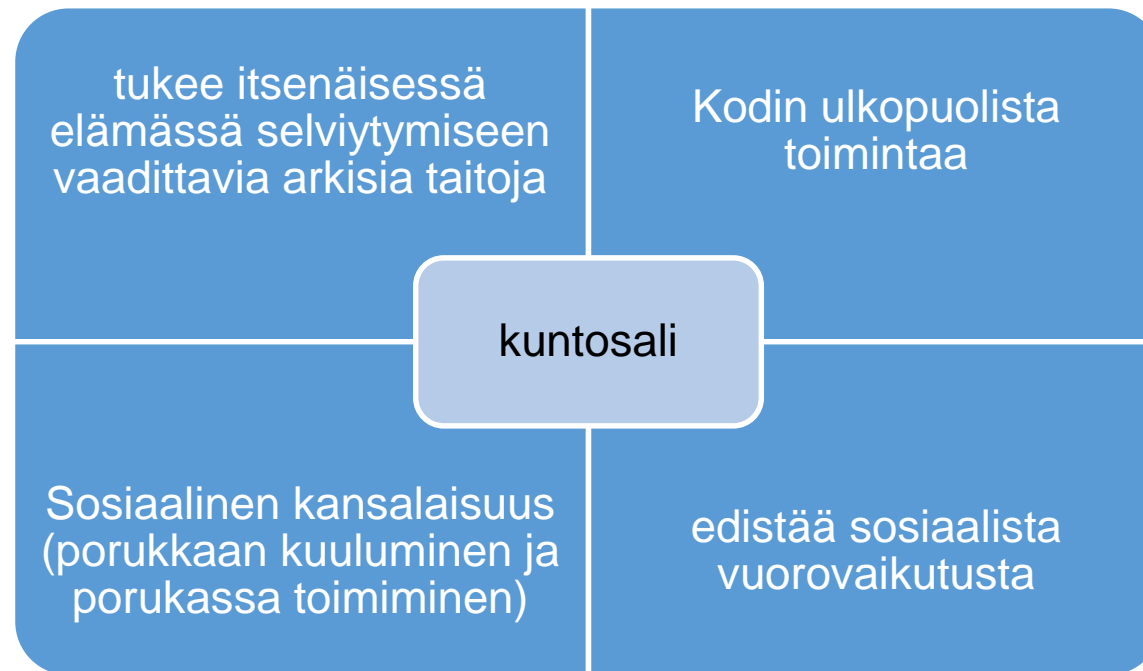 tukee itsenäisessä
elämässä selviytymiseen
vaadittavia arkisia taitoja
Kodin ulkopuolista
toimintaa
kuntosali
Sosiaalinen kansalaisuus
(porukkaan kuuluminen ja
porukassa toimiminen)
edistää sosiaalista
vuorovaikutusta